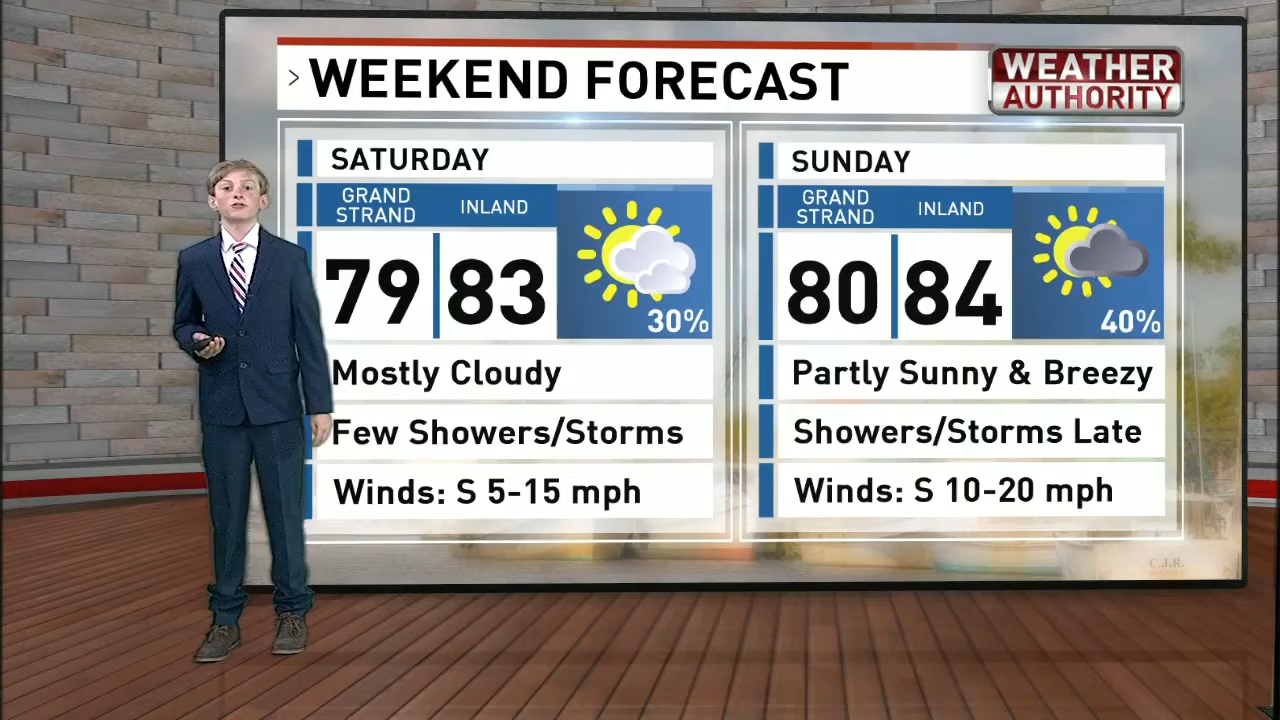 > WEEKEND FORECAST
WEATHER
AUTHORITY
SATURDAY
GRAND
STRAND
INLAND
79
83
30%
Mostly Cloudy
Few Showers/Storms
Winds: S 5-15 mph
SUNDAY
GRAND
STRAND
INLAND
80
84
40%
Partly Sunny & Breezy
Showers/Storms Late
Winds: S 10-20 mph
C.J.R.